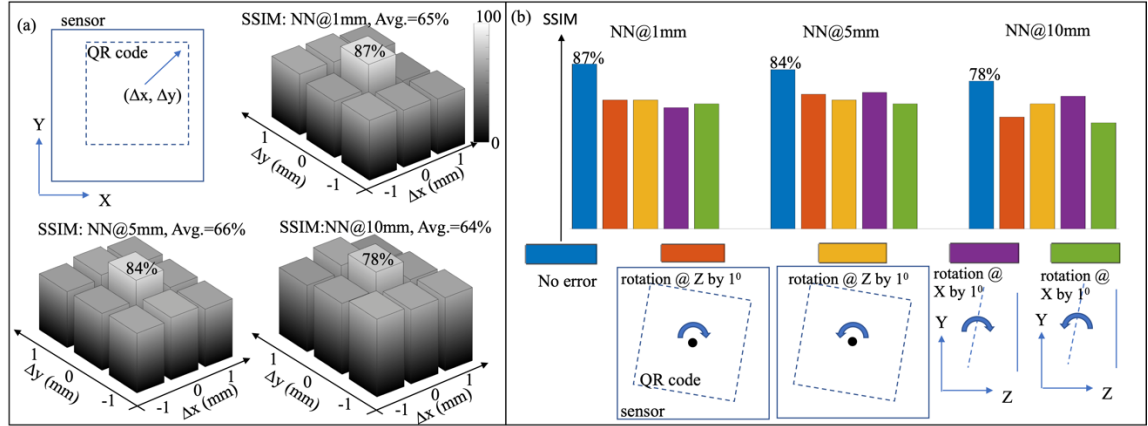 (a)
sensor
QR code
(Δx, Δy)
Y
X
SSIM: NN@1mm, Avg.=65%
87%
100
0
1
0
-1
Δy (mm)
-1
0
1
Δx (mm)
SSIM: NN@5mm, Avg.=66%
84%
1
0
-1
Δy (mm)
-1
0
1
Δx (mm)
SSIM:NN@10mm, Avg.=64%
78%
1
0
-1
Δy (mm)
-1
0
1
Δx (mm)
(b)
SSIM
NN@1mm
NN@5mm
NN@10mm
87%
84%
78%
No error
rotation @ Z by 1⁰
QR code
sensor
rotation @ Z by 1⁰
rotation @
X by 1⁰
Y
Z
rotation @
X by 1⁰
Y
Z